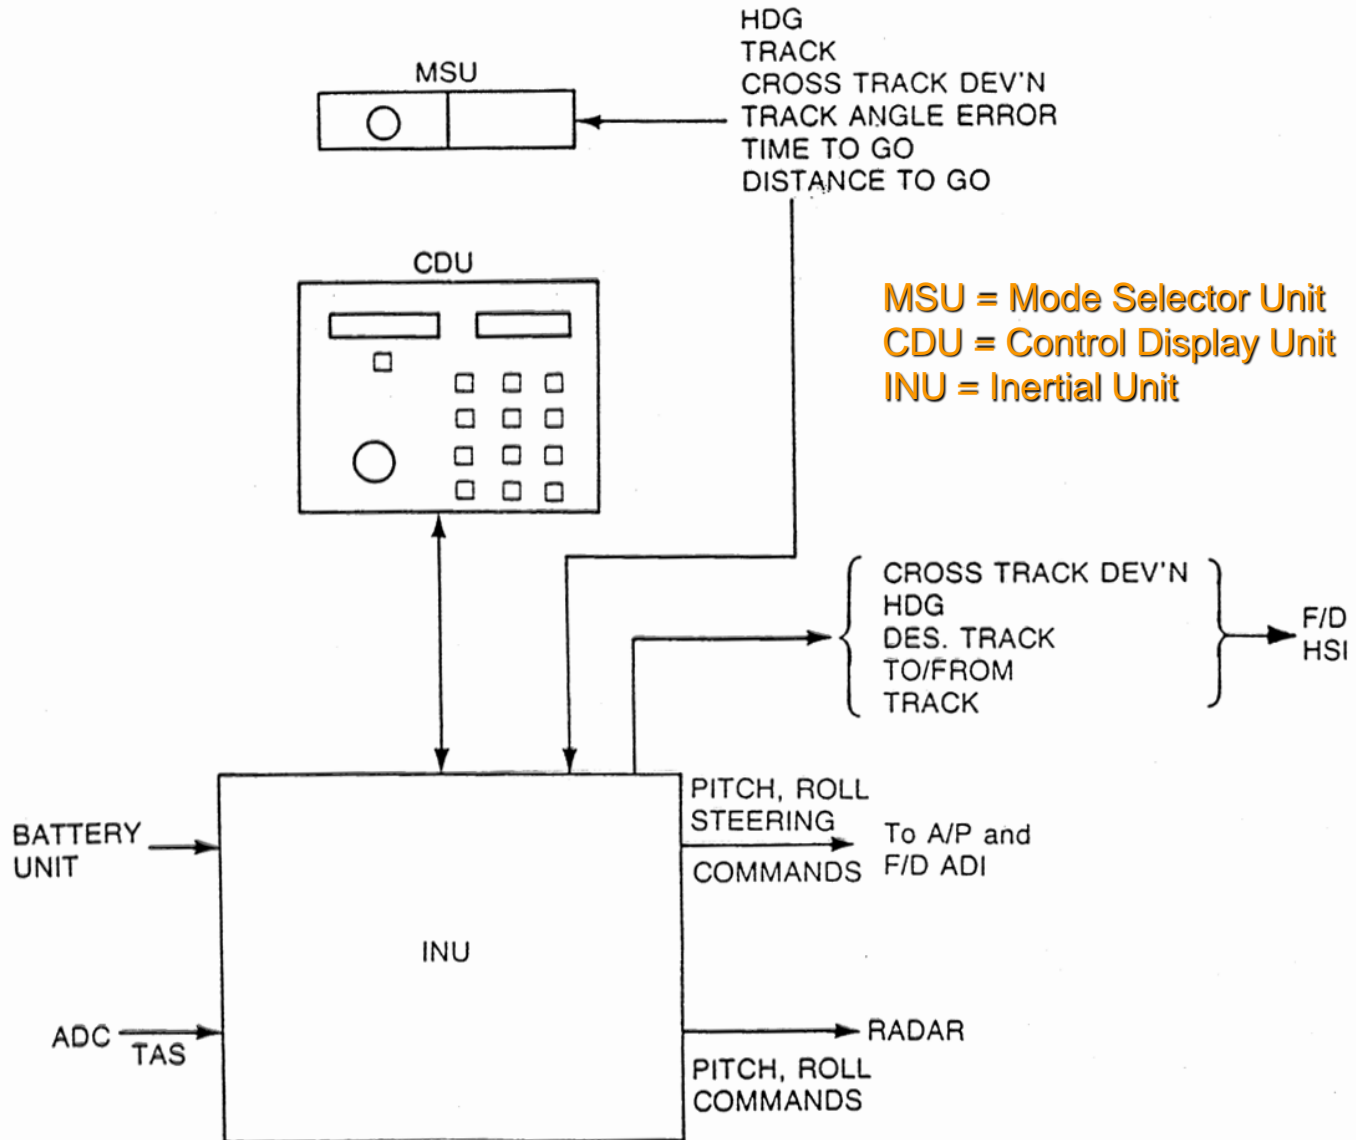 HDG
TRACK
CROSS TRACK DEV'N
TRACK ANGLE ERROR
TIME TO GO
DISTANCE TO GO
MSU
CDU
MSU = Mode Selector Unit
CDU = Control Display Unit
INU = Inertial Unit
CROSS TRACK DEV'N
HDG
DES. TRACK
TO/FROM
TRACK
F/D
HSI
BATTERY
UNIT
PITCH, ROLL
STEERING
COMMANDS
To A/P and
F/D ADI
INU
ADC
TAS
RADAR
PITCH, ROLL
COMMANDS